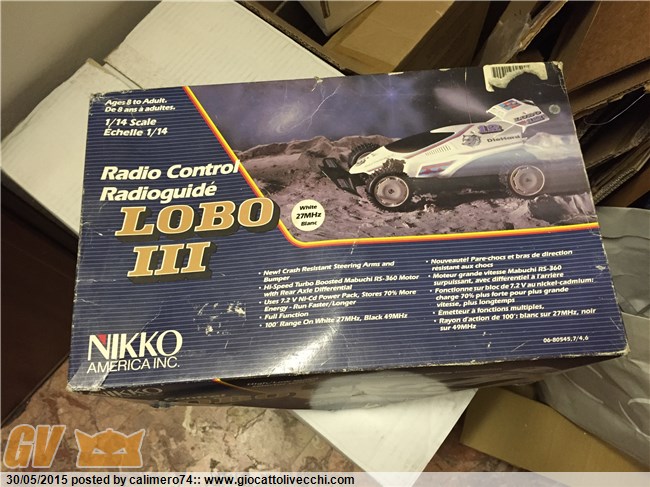 Ages 8 to Adult.
De 8 ans à adultes.
1/14 Scale
Échelle 1/14
Radio Control
Radioguidé
LOBO
III
White
27MHz
Blanc
• New! Crash Resistant Steering Arms and
Bumper
• Hi-Speed Turbo Boosted Mabuchi RS-360 Motor
with Rear Axle Differential
• Uses 7.2 V Ni-Cd Power Pack, Stores 70% More
Energy - Run Faster/Longer
• Full Function
• 100' Range On White 27MHz, Black 49MHz
• Nouveauté! Pare-chocs et bras de direction
résistant aux chocs
• Moteur grande vitesse Mabuchi RS-360
surpuissant, avec differentiel à l'arrière
• Fonctionne sur bloc de 7.2 V au nickel-cadmium:
charge 70% plus forte pour plus grande
vitesse, plus longtemps
• Émetteur à fonctions multiples,
• Rayon d'action de 100': blanc sur 27MHz, noir
sur 49MHz
06-80545,7/4,6
NIKKO
AMERICA INC.
GV
30/05/2015 posted by calimero74:: www.giocattolivecchi.com